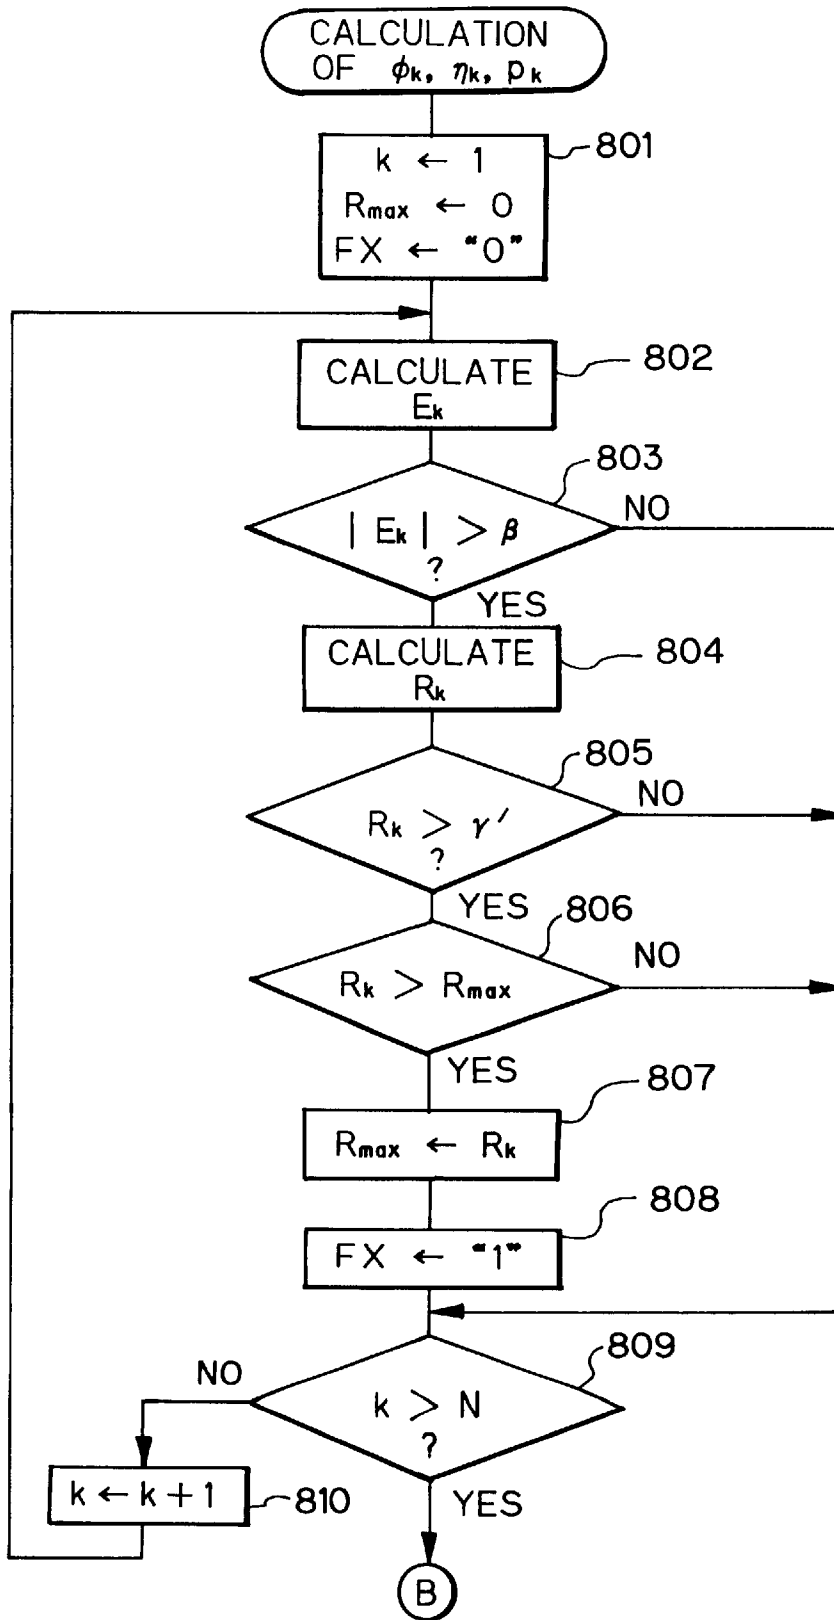 CALCULATION
OF ϕk, ηk, pk
801
k ← 1
Rmax ← 0
FX ← “0”
802
CALCULATE
Ek
803
| Ek | > β
?
NO
YES
804
CALCULATE
Rk
805
Rk > γ′
?
NO
YES
806
Rk > Rmax
NO
YES
807
Rmax ← Rk
808
FX ← “1”
809
k > N
?
NO
YES
k ← k + 1
810
B